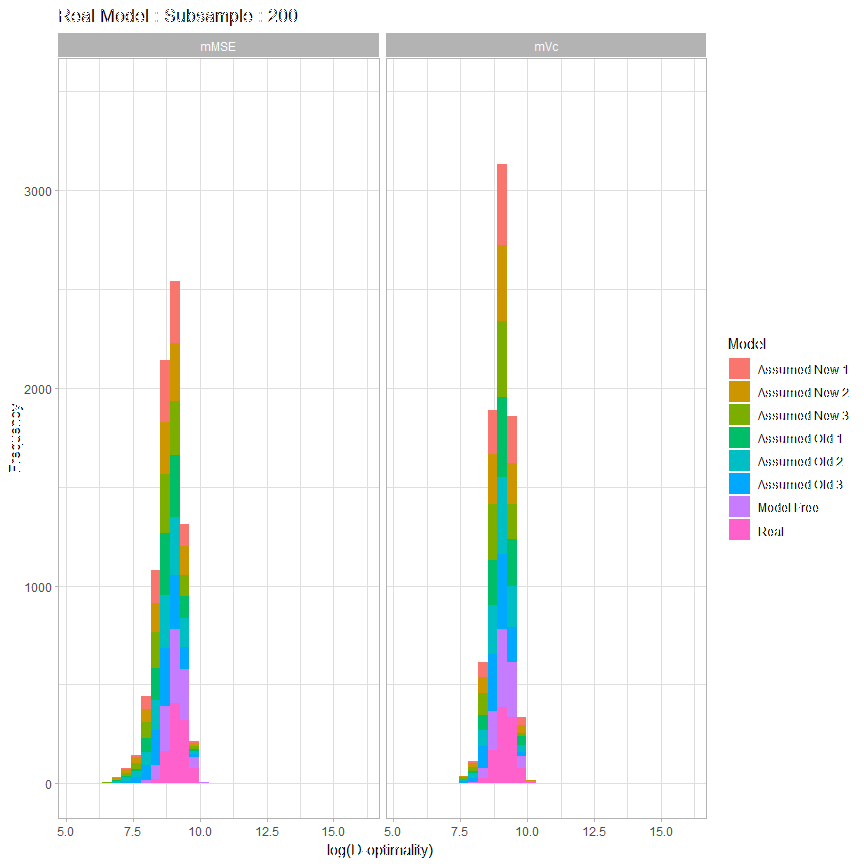 Real Model : Subsample : 200
mMSE
mVc
3000
2000
1000
0
Frequency
5.0 7.5 10.0 12.5 15.0
5.0 7.5 10.0 12.5 15.0
log(D-optimality)
Model
Assumed New 1
Assumed New 2
Assumed New 3
Assumed Old 1
Assumed Old 2
Assumed Old 3
Model Free
Real